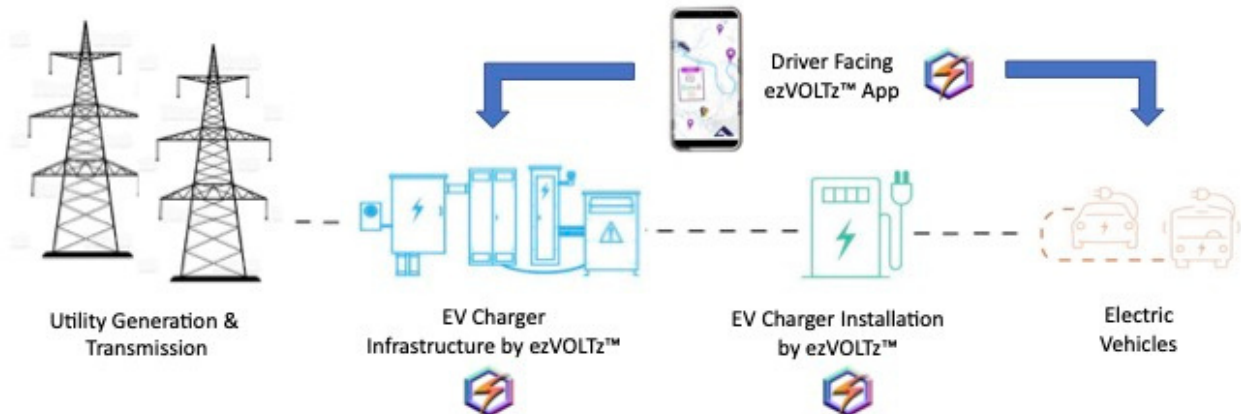 Driver Facing
ezVOLTz™ App
Utility Generation &
Transmission
EV Charger
Infrastructure by ezVOLTz™
EV Charger Installation
by ezVOLTz™
Electric
Vehicles